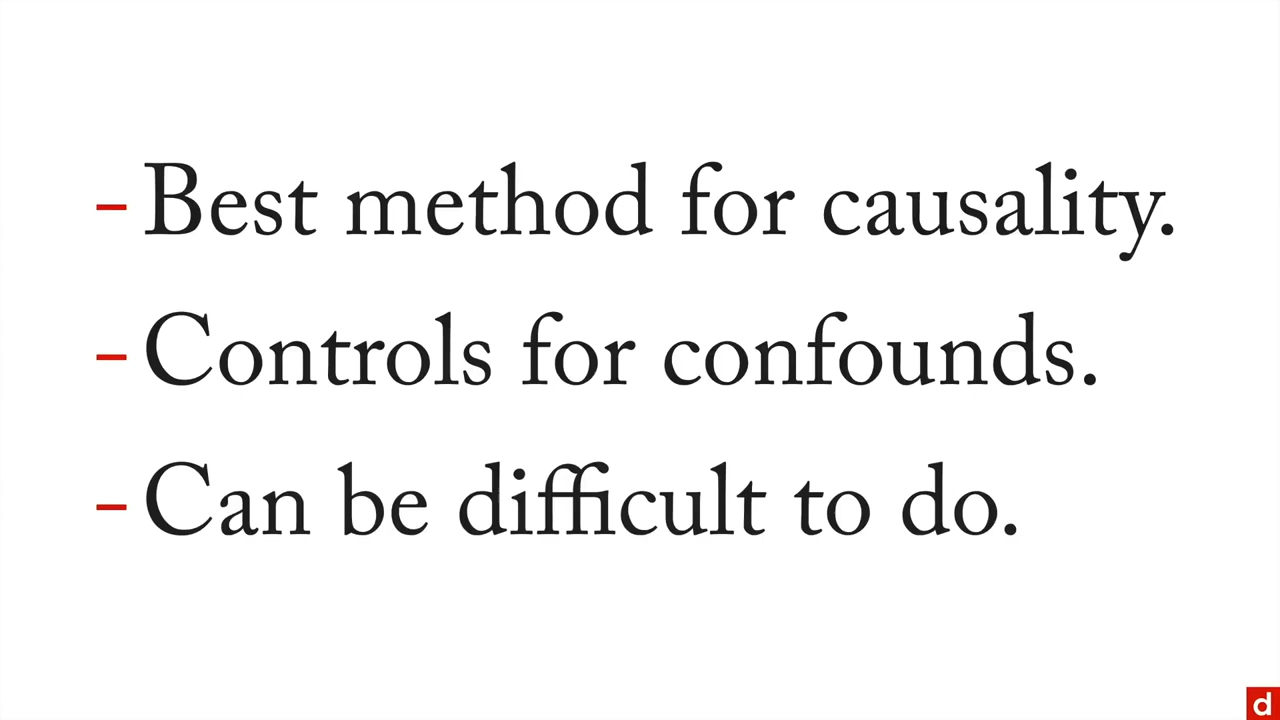 - Best method for causality.
- Controls for confounds.
- Can be difficult to do.
d